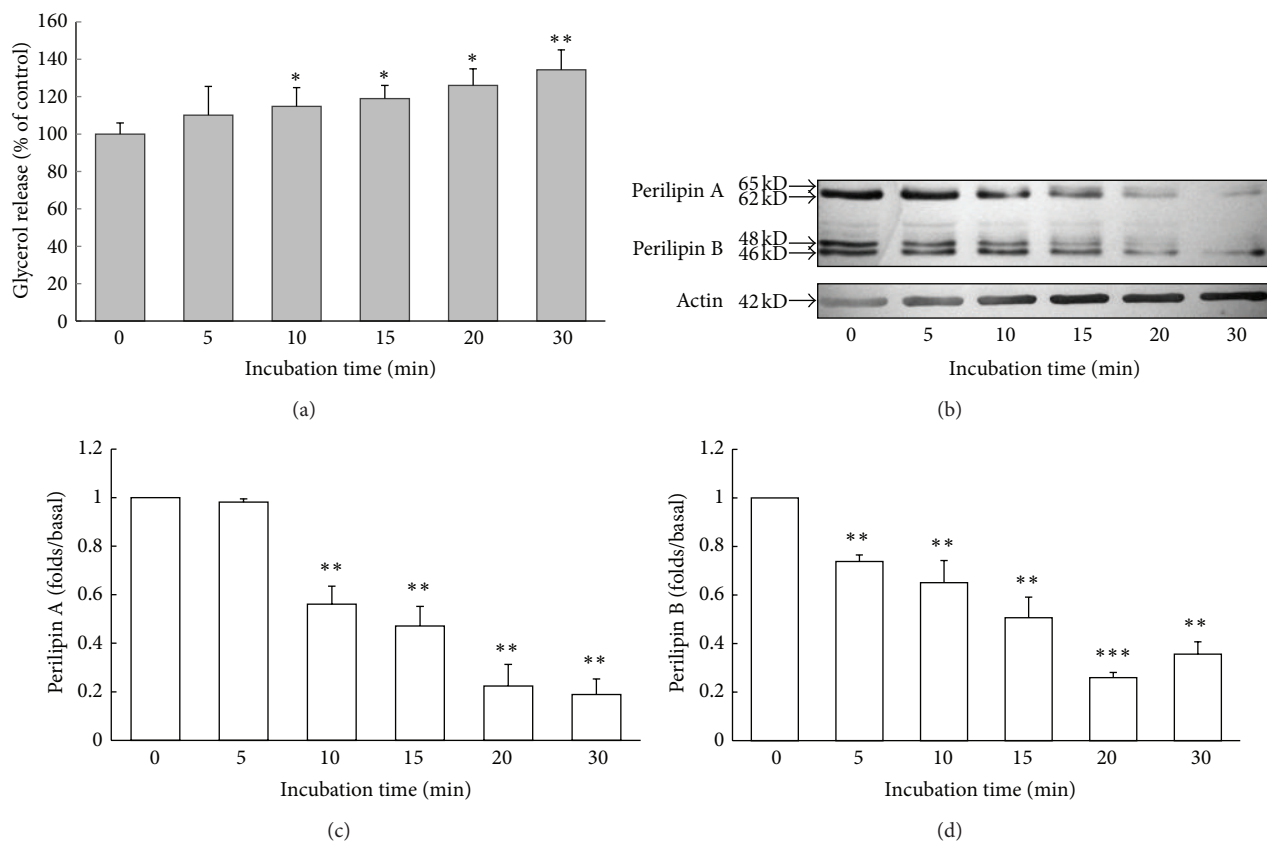 160
140
120
100
80
60
40
20
0
Glycerol release (% of control)
*
*
*
**
0 5 10 15 20 30
Incubation time (min)
(a)
Perilipin A
65 kD
62 kD
Perilipin B
48 kD
46 kD
Actin 42 kD
0 5 10 15 20 30
Incubation time (min)
(b)
1.2
1
0.8
0.6
0.4
0.2
0
Perilipin A (folds/basal)
**
**
**
**
0 5 10 15 20 30
Incubation time (min)
(c)
1.2
1
0.8
0.6
0.4
0.2
0
Perilipin B (folds/basal)
**
**
**
***
**
0 5 10 15 20 30
Incubation time (min)
(d)